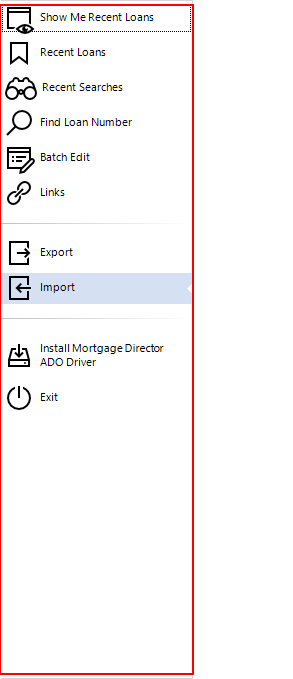 Show Me Recent Loans
Recent Loans
Recent Searches
Find Loan Number
Batch Edit
Links
Export
Import
Install Mortgage Director
ADO Driver
Exit